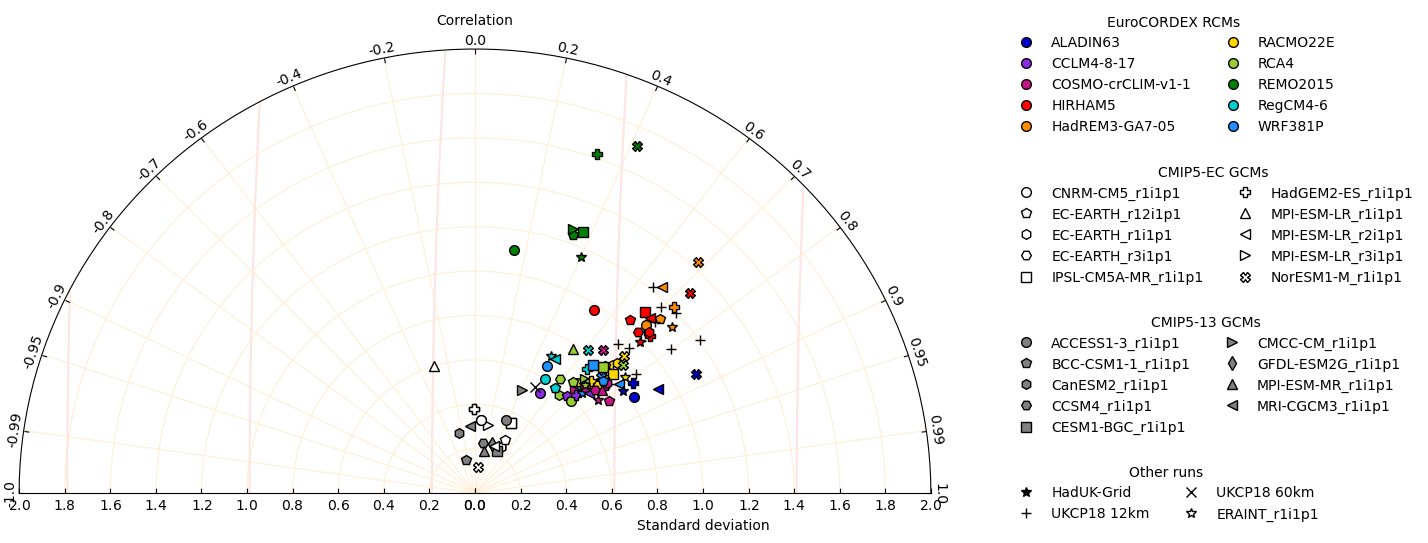 Correlation
0.0
-0.2
0.2
-0.4
0.4
-0.6
0.6
-0.7
0.7
-0.8
0.8
-0.9
0.9
-0.95
0.95
-0.99
0.99
-1.0
1.0
2.0 1.8 1.6 1.4 1.2 1.0 0.8 0.6 0.4 0.2 0.0 0.2 0.4 0.6 0.8 1.0 1.2 1.4 1.6 1.8 2.0
Standard deviation
EuroCORDEX RCMs
ALADIN63 RACMO22E
CCLM4-8-17 RCA4
COSMO-crCLIM-v1-1 REMO2015
HIRHAM5 RegCM4-6
HadREM3-GA7-05 WRF381P
CMIP5-EC GCMs
CNRM-CM5_r1i1p1 HadGEM2-ES_r1i1p1
EC-EARTH_r12i1p1 MPI-ESM-LR_r1i1p1
EC-EARTH_r1i1p1 MPI-ESM-LR_r2i1p1
EC-EARTH_r3i1p1 MPI-ESM-LR_r3i1p1
IPSL-CM5A-MR_r1i1p1 NorESM1-M_r1i1p1
CMIP5-13 GCMs
ACCESS1-3_r1i1p1 CMCC-CM_r1i1p1
BCC-CSM1-1_r1i1p1 GFDL-ESM2G_r1i1p1
CanESM2_r1i1p1 MPI-ESM-MR_r1i1p1
CCSM4_r1i1p1 MRI-CGCM3_r1i1p1
CESM1-BGC_r1i1p1
Other runs
HadUK-Grid UKCP18 60km
UKCP18 12km ERAINT_r1i1p1